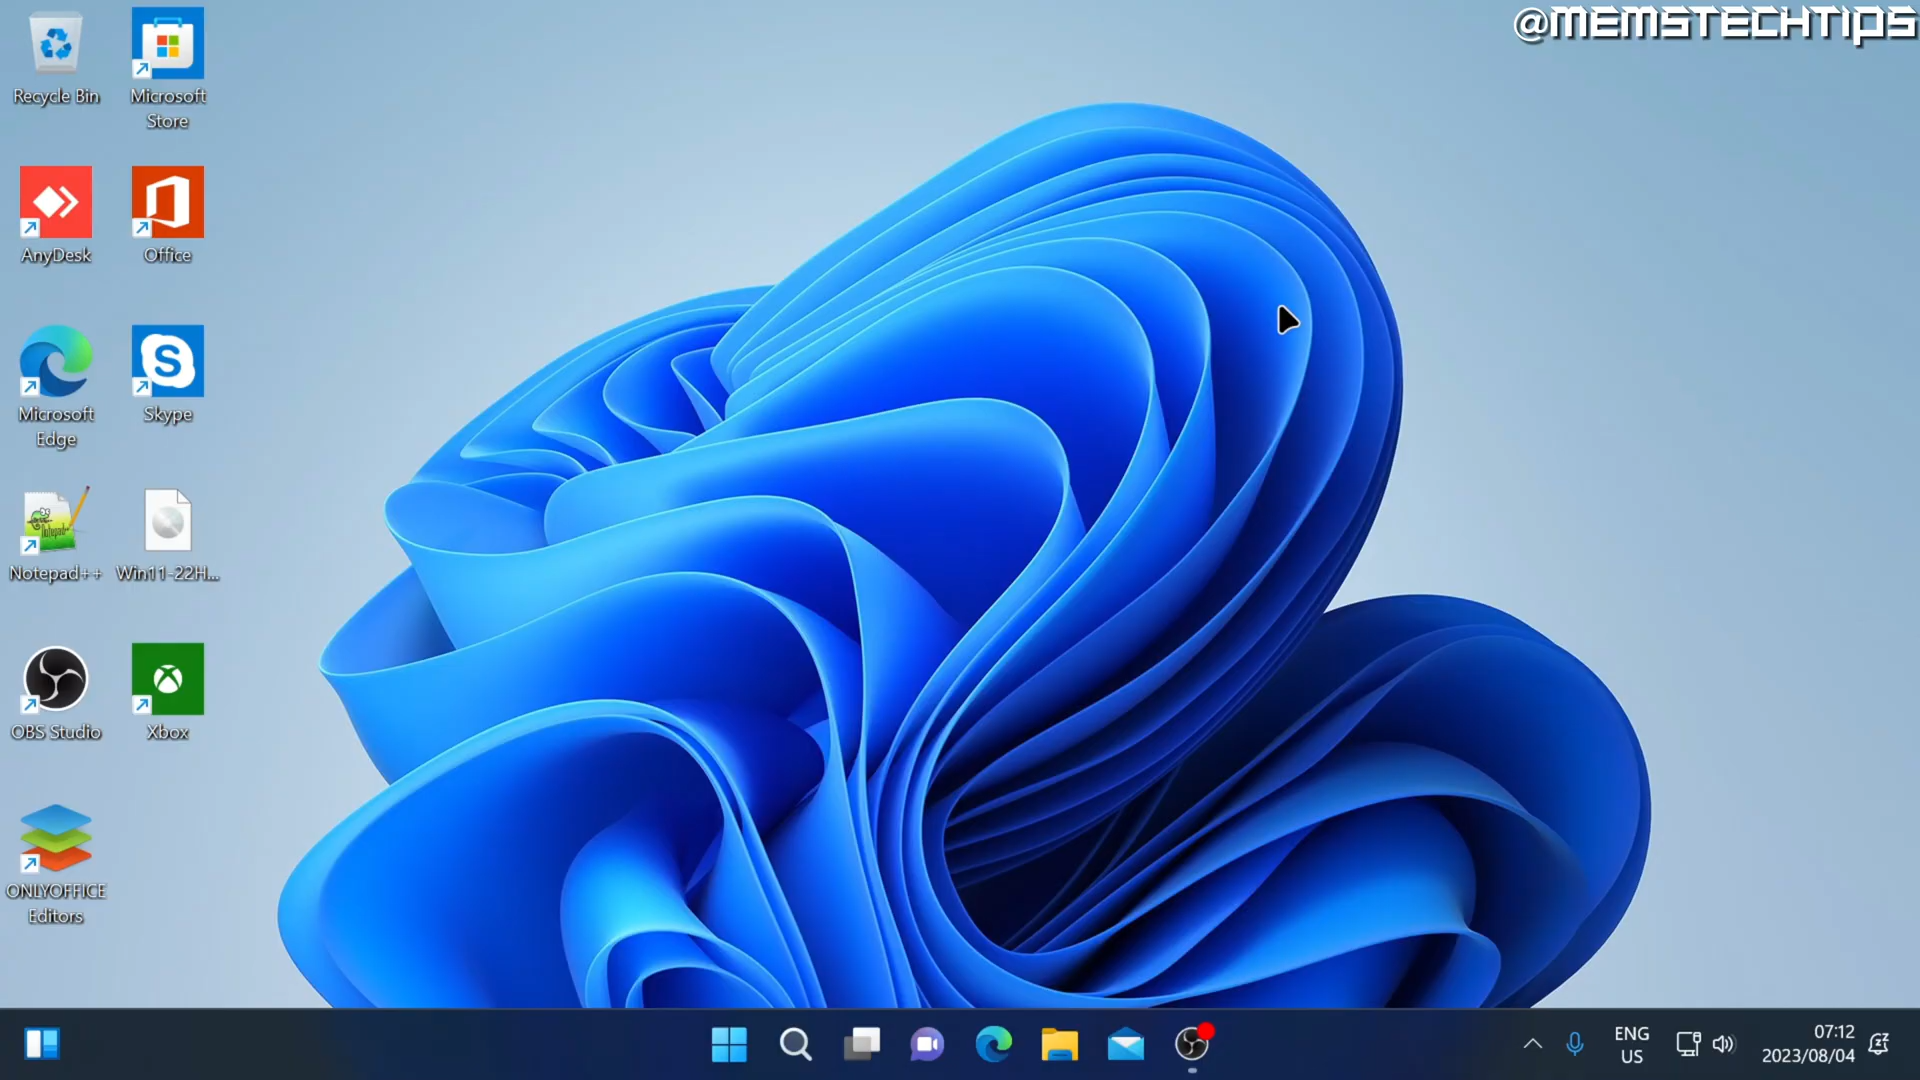 @MEMSTECHTIPS
Recycle Bin
Microsoft
Store
AnyDesk
Office
Microsoft
Edge
Skype
Notepad++
Win11-22H...
OBS Studio
Xbox
ONLYOFFICE
Editors
ENG
US
07:12
2023/08/04